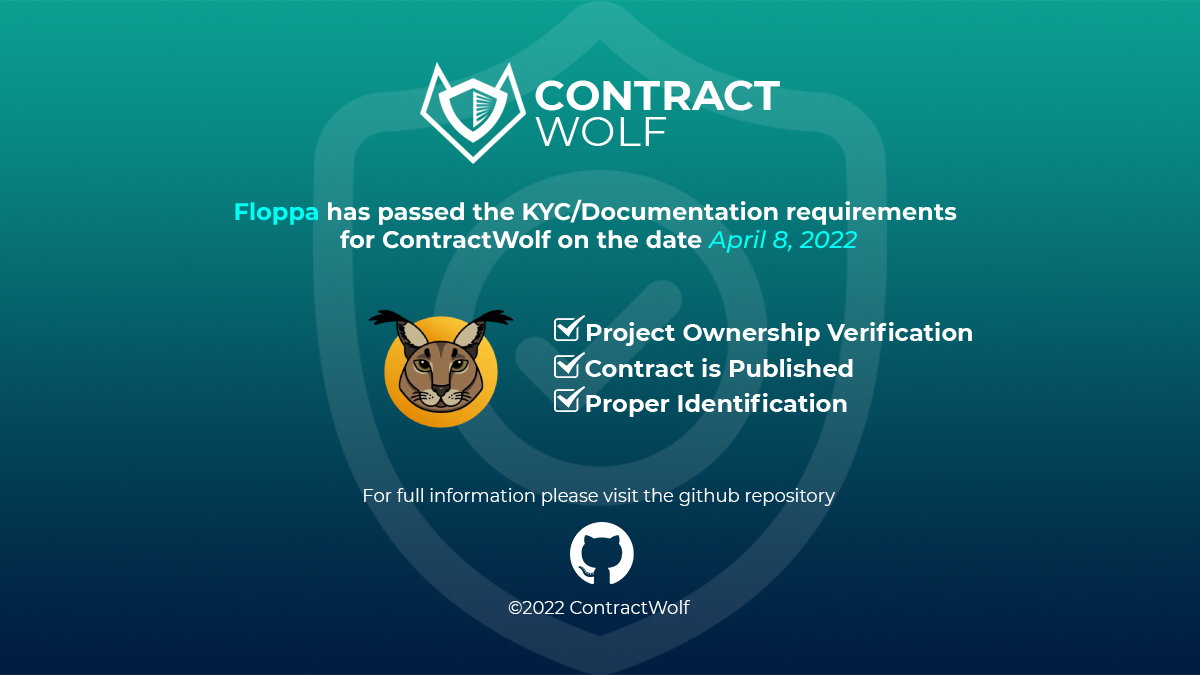 CONTRACT
WOLF
Floppa has passed the KYC/Documentation requirements
for ContractWolf on the date April 8, 2022
Project Ownership Verification
Contract is Published
Proper Identification
For full information please visit the github repository
©2022 ContractWolf